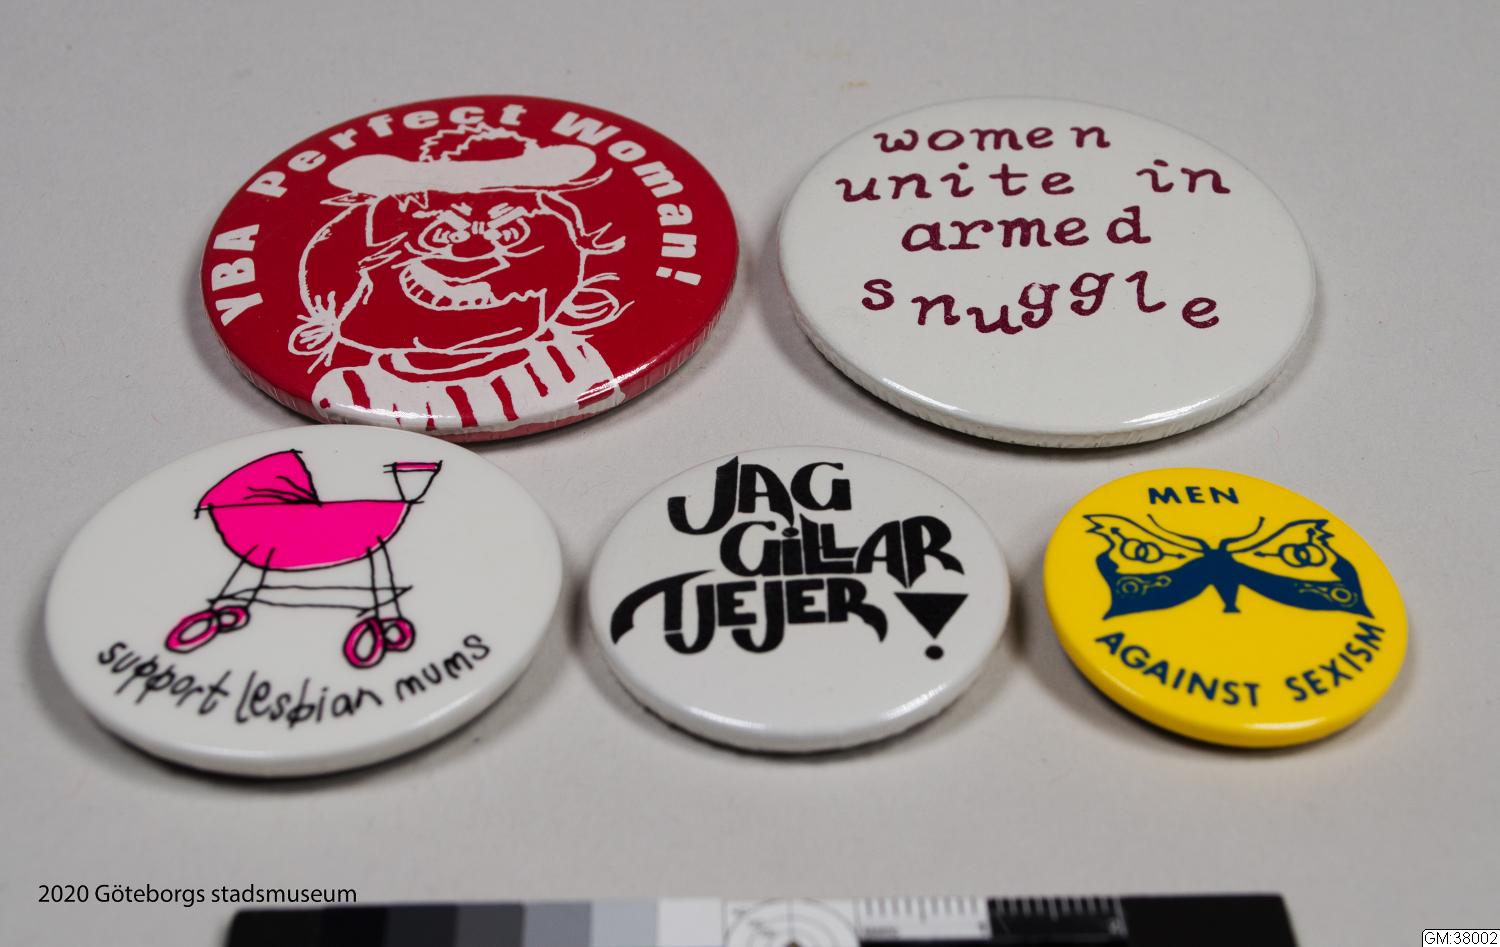 YBA Perfect Woman!
women
unite in
armed
snuggle
support lesbian mums
JAG
GiLLAR
TJEJER!
MEN
AGAINST SEXISM
2020 Göteborgs stadsmuseum
GM:38002